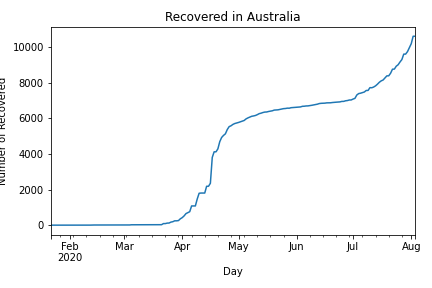 Recovered in Australia
Number of Recovered
10000
8000
6000
4000
2000
0
Feb
2020
Mar
Apr
May
Jun
Jul
Aug
Day